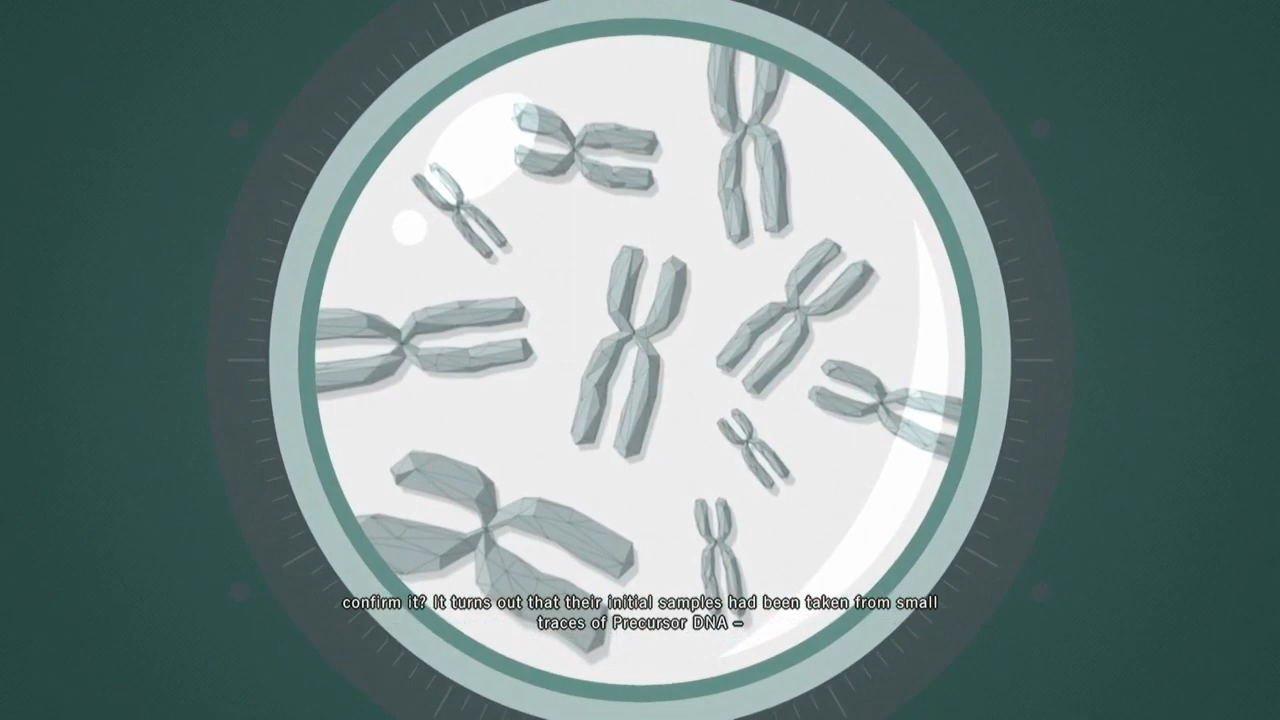 confirm it? It turns out that their initial samples had been taken from small
traces of Precursor DNA –